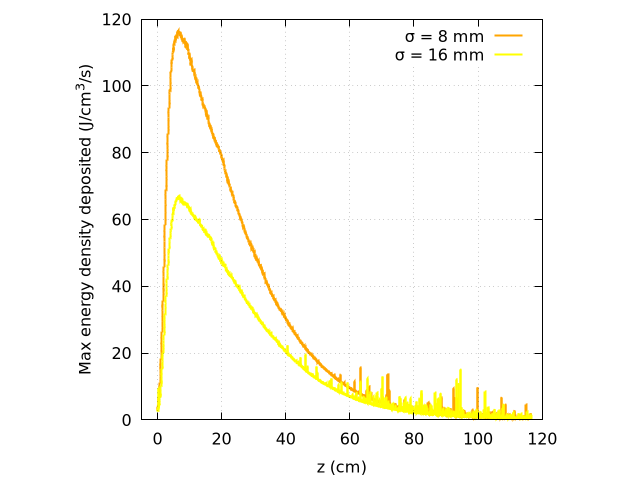 120
100
80
60
40
20
0
Max energy density deposited (J/cm³/s)
σ = 8 mm
σ = 16 mm
0 20 40 60 80 100 120
z (cm)